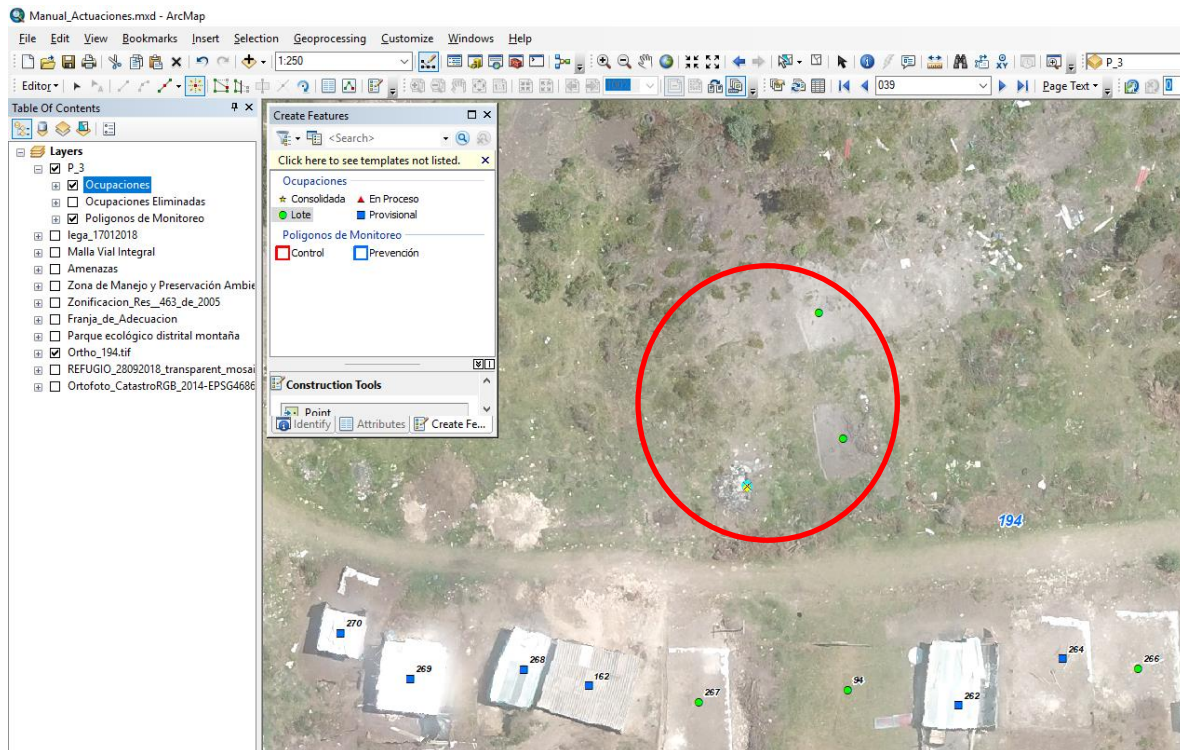 Manual_Actuaciones.mxd - ArcMap
File Edit View Bookmarks Insert Selection Geoprocessing Customize Windows Help
1:250
P_3
Editor
039
Page Text
Table Of Contents
Create Features
<Search>
Click here to see templates not listed.
Layers
P_3
Ocupaciones
Ocupaciones Eliminadas
Poligonos de Monitoreo
lega_17012018
Malla Vial Integral
Amenazas
Zona de Manejo y Preservación Ambie
Zonificacion_Res__463_de_2005
Franja_de_Adecuacion
Parque ecológico distrital montaña
Ortho_194.tif
REFUGIO_28092018_transparent_mosai
Ortofoto_CatastroRGB_2014-EPSG4686
Ocupaciones
Consolidada En Proceso
Lote Provisional
Poligonos de Monitoreo
Control Prevención
Construction Tools
Point
Identify Attributes Create Fe...
194
270
269
268
162
267
94
262
264
266